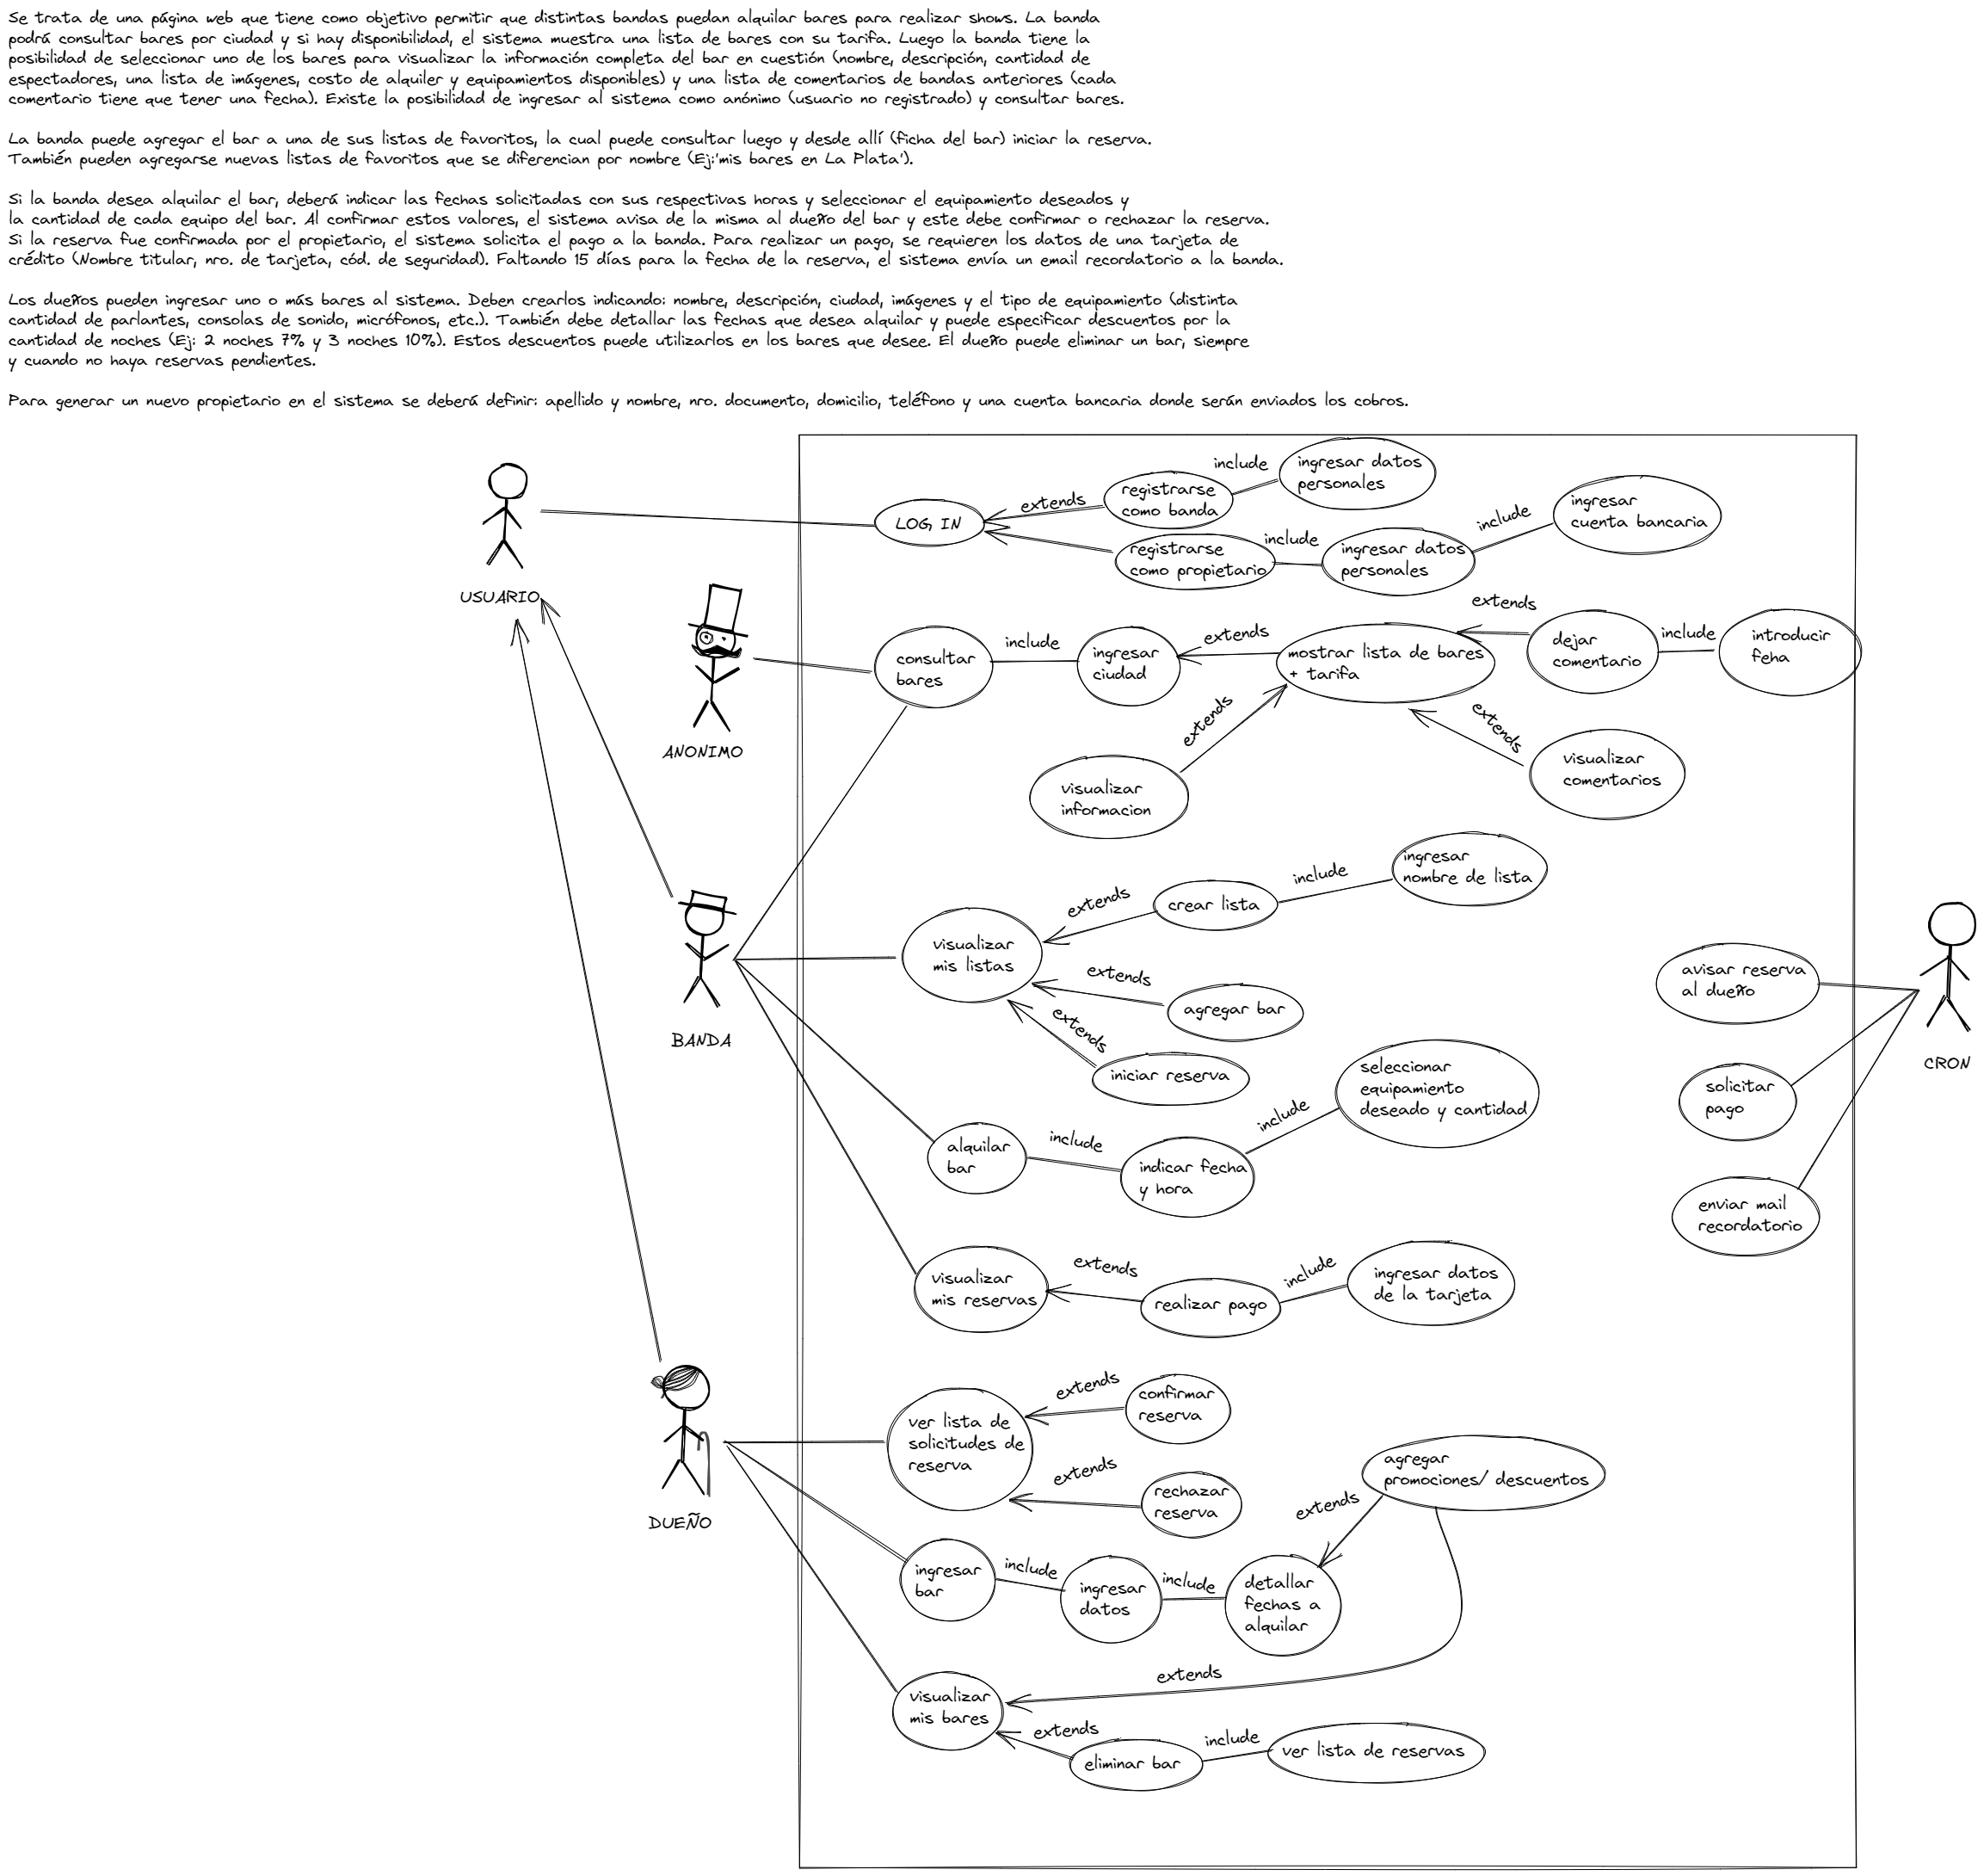 Se trata de una página web que tiene como objetivo permitir que distintas bandas puedan alquilar bares para realizar shows. La banda
podrá consultar bares por ciudad y si hay disponibilidad, el sistema muestra una lista de bares con su tarifa. Luego la banda tiene la
posibilidad de seleccionar uno de los bares para visualizar la información completa del bar en cuestión (nombre, descripción, cantidad de
espectadores, una lista de imágenes, costo de alquiler y equipamientos disponibles) y una lista de comentarios de bandas anteriores (cada
comentario tiene que tener una fecha). Existe la posibilidad de ingresar al sistema como anónimo (usuario no registrado) y consultar bares.
La banda puede agregar el bar a una de sus listas de favoritos, la cual puede consultar luego y desde allí (ficha del bar) iniciar la reserva.
También pueden agregarse nuevas listas de favoritos que se diferencian por nombre (Ej:'mis bares en La Plata').
Si la banda desea alquilar el bar, deberá indicar las fechas solicitadas con sus respectivas horas y seleccionar el equipamiento deseados y
la cantidad de cada equipo del bar. Al confirmar estos valores, el sistema avisa de la misma al dueño del bar y este debe confirmar o rechazar la reserva.
Si la reserva fue confirmada por el propietario, el sistema solicita el pago a la banda. Para realizar un pago, se requieren los datos de una tarjeta de
crédito (Nombre titular, nro. de tarjeta, cód. de seguridad). Faltando 15 días para la fecha de la reserva, el sistema envía un email recordatorio a la banda.
Los dueños pueden ingresar uno o más bares al sistema. Deben crearlos indicando: nombre, descripción, ciudad, imágenes y el tipo de equipamiento (distinta
cantidad de parlantes, consolas de sonido, micrófonos, etc.). También debe detallar las fechas que desea alquilar y puede especificar descuentos por la
cantidad de noches (Ej: 2 noches 7% y 3 noches 10%). Estos descuentos puede utilizarlos en los bares que desee. El dueño puede eliminar un bar, siempre
y cuando no haya reservas pendientes.
Para generar un nuevo propietario en el sistema se deberá definir: apellido y nombre, nro. documento, domicilio, teléfono y una cuenta bancaria donde serán enviados los cobros.
USUARIO
LOG IN
extends
registrarse
como banda
include
ingresar datos
personales
registrarse
como propietario
include
ingresar datos
personales
include
ingresar
cuenta bancaria
ANONIMO
consultar
bares
include
ingresar
ciudad
extends
mostrar lista de bares
+ tarifa
extends
dejar
comentario
include
introducir
feha
extends
visualizar
informacion
extends
visualizar
comentarios
BANDA
visualizar
mis listas
extends
crear lista
include
ingresar
nombre de lista
extends
agregar bar
extends
iniciar reserva
alquilar
bar
include
indicar fecha
y hora
include
seleccionar
equipamiento
deseado y cantidad
visualizar
mis reservas
extends
realizar pago
include
ingresar datos
de la tarjeta
avisar reserva
al dueño
solicitar
pago
enviar mail
recordatorio
CRON
DUEÑO
ver lista de
solicitudes de
reserva
extends
confirmar
reserva
extends
rechazar
reserva
ingresar
bar
include
ingresar
datos
include
detallar
fechas a
alquilar
extends
agregar
promociones/ descuentos
extends
visualizar
mis bares
extends
eliminar bar
include
ver lista de reservas